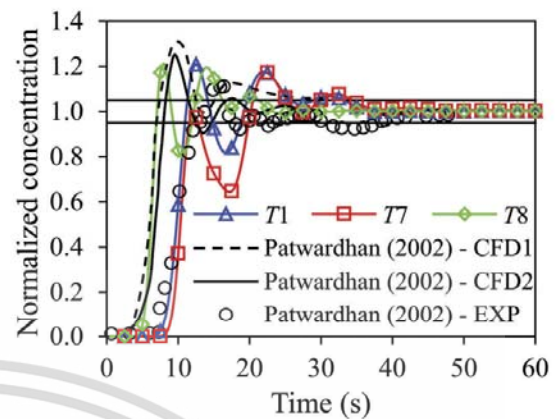 Normalized concentration
1.4
1.2
1.0
0.8
0.6
0.4
0.2
0.0
T1 T7 T8
Patwardhan (2002) - CFD1
Patwardhan (2002) - CFD2
Patwardhan (2002) - EXP
0 10 20 30 40 50 60
Time (s)